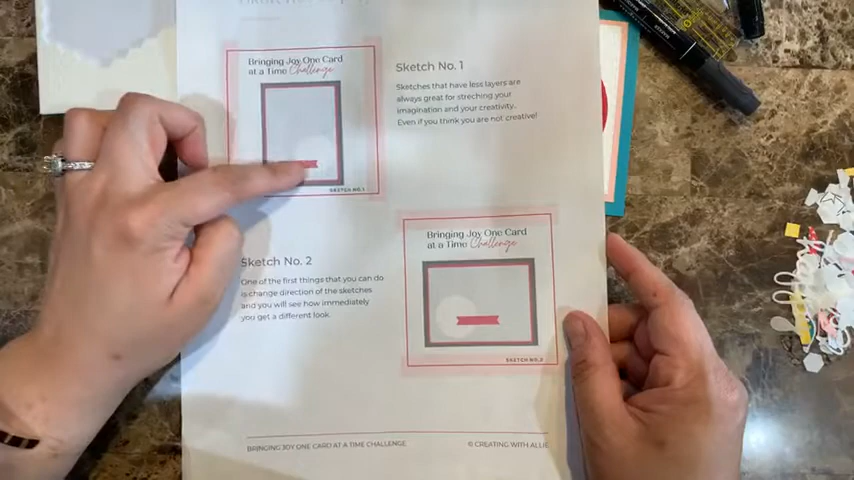 Bringing Joy One Card
at a Time Challenge
SKETCH NO.1
Sketch No. 1
Sketches that have less layers are
always great for streching your
imagination and your creativity.
Even if you think you are not creative!
Sketch No. 2
One of the first things that you can do
is change direction of the sketches
and you will see how immediately
you get a different look.
Bringing Joy One Card
at a Time Challenge
SKETCH NO.2
BRINGING JOY ONE CARD AT A TIME CHALLENGE
© CREATING WITH ALLIE